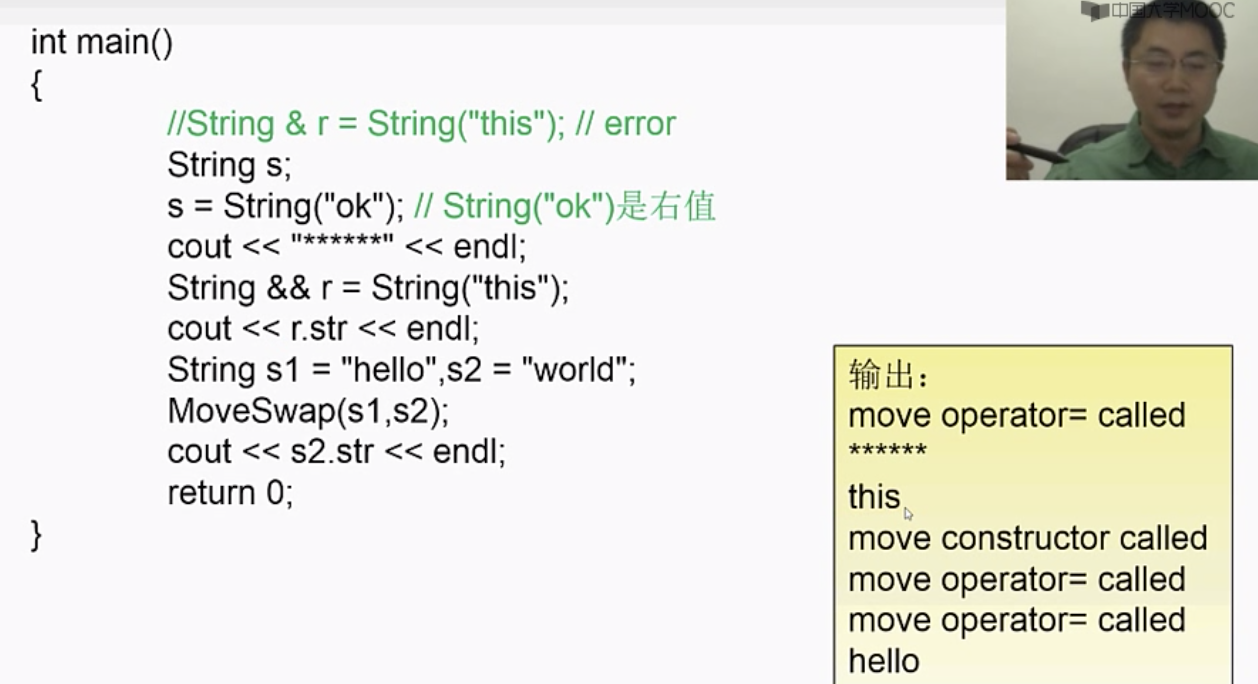 中国大学MOOC
int main()
{
//String & r = String("this"); // error
String s;
s = String("ok"); // String("ok")是右值
cout << "******" << endl;
String && r = String("this");
cout << r.str << endl;
String s1 = "hello",s2 = "world";
MoveSwap(s1,s2);
cout << s2.str << endl;
return 0;
}
输出：
move operator= called
******
this
move constructor called
move operator= called
move operator= called
hello